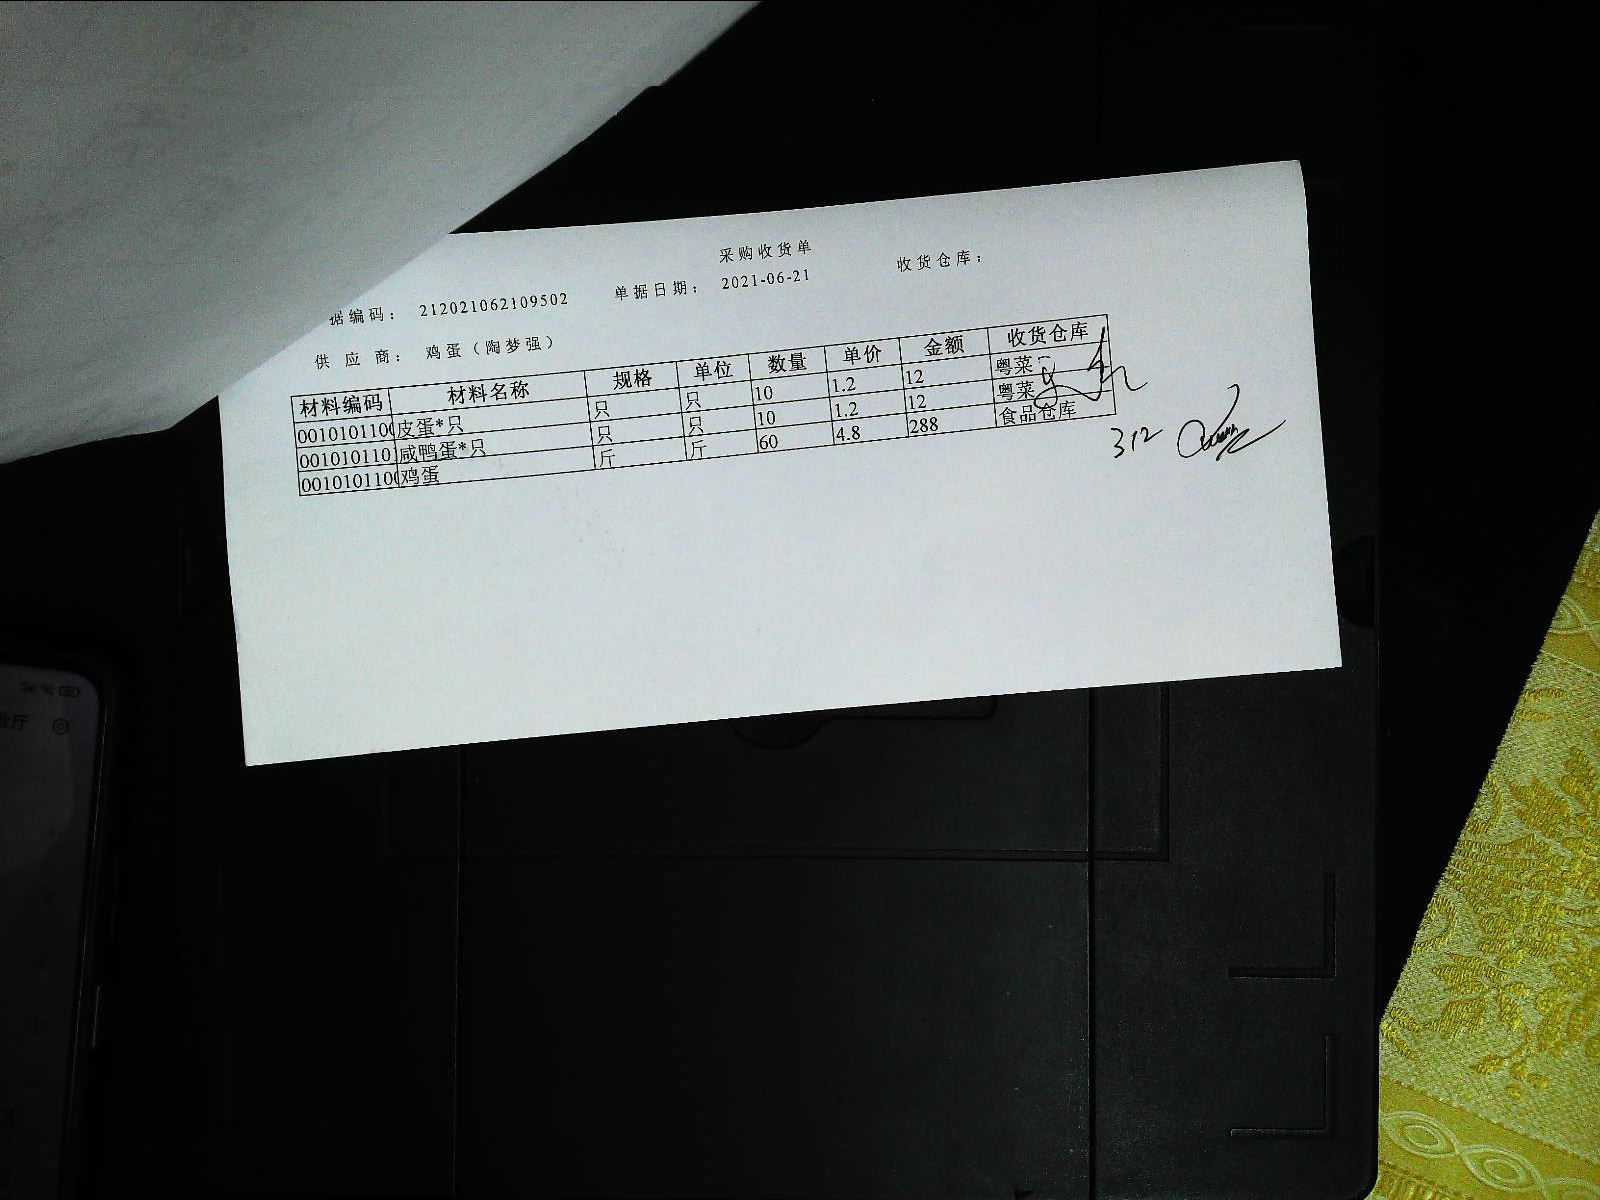 采购收货单
据编码： 212021062109502 单据日期： 2021-06-21 收货仓库：
供应商： 鸡蛋（陶梦强）
材料编码 材料名称 规格 单位 数量 单价 金额 收货仓库
0010101100 皮蛋*只 只 只 10 1.2 12 粤菜
001010110 咸鸭蛋*只 只 只 10 1.2 12 粤菜
0010101100 鸡蛋 斤 斤 60 4.8 288 食品仓库
312
业厅